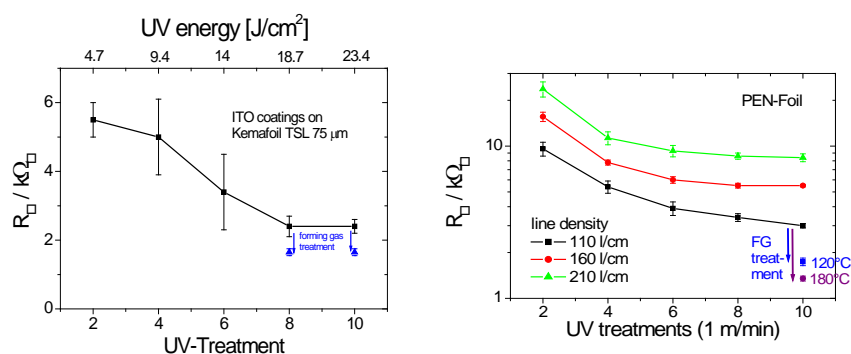 UV energy [J/cm²]
4.7 9.4 14 18.7 23.4
6
4
2
0
R□ / kΩ□
ITO coatings on
Kemafoil TSL 75 µm
forming gas
treatment
2 4 6 8 10
UV-Treatment
10
1
R□ / kΩ□
PEN-Foil
line density
110 l/cm
160 l/cm
210 l/cm
FG
treat-
ment
120°C
180°C
2 4 6 8 10
UV treatments (1 m/min)